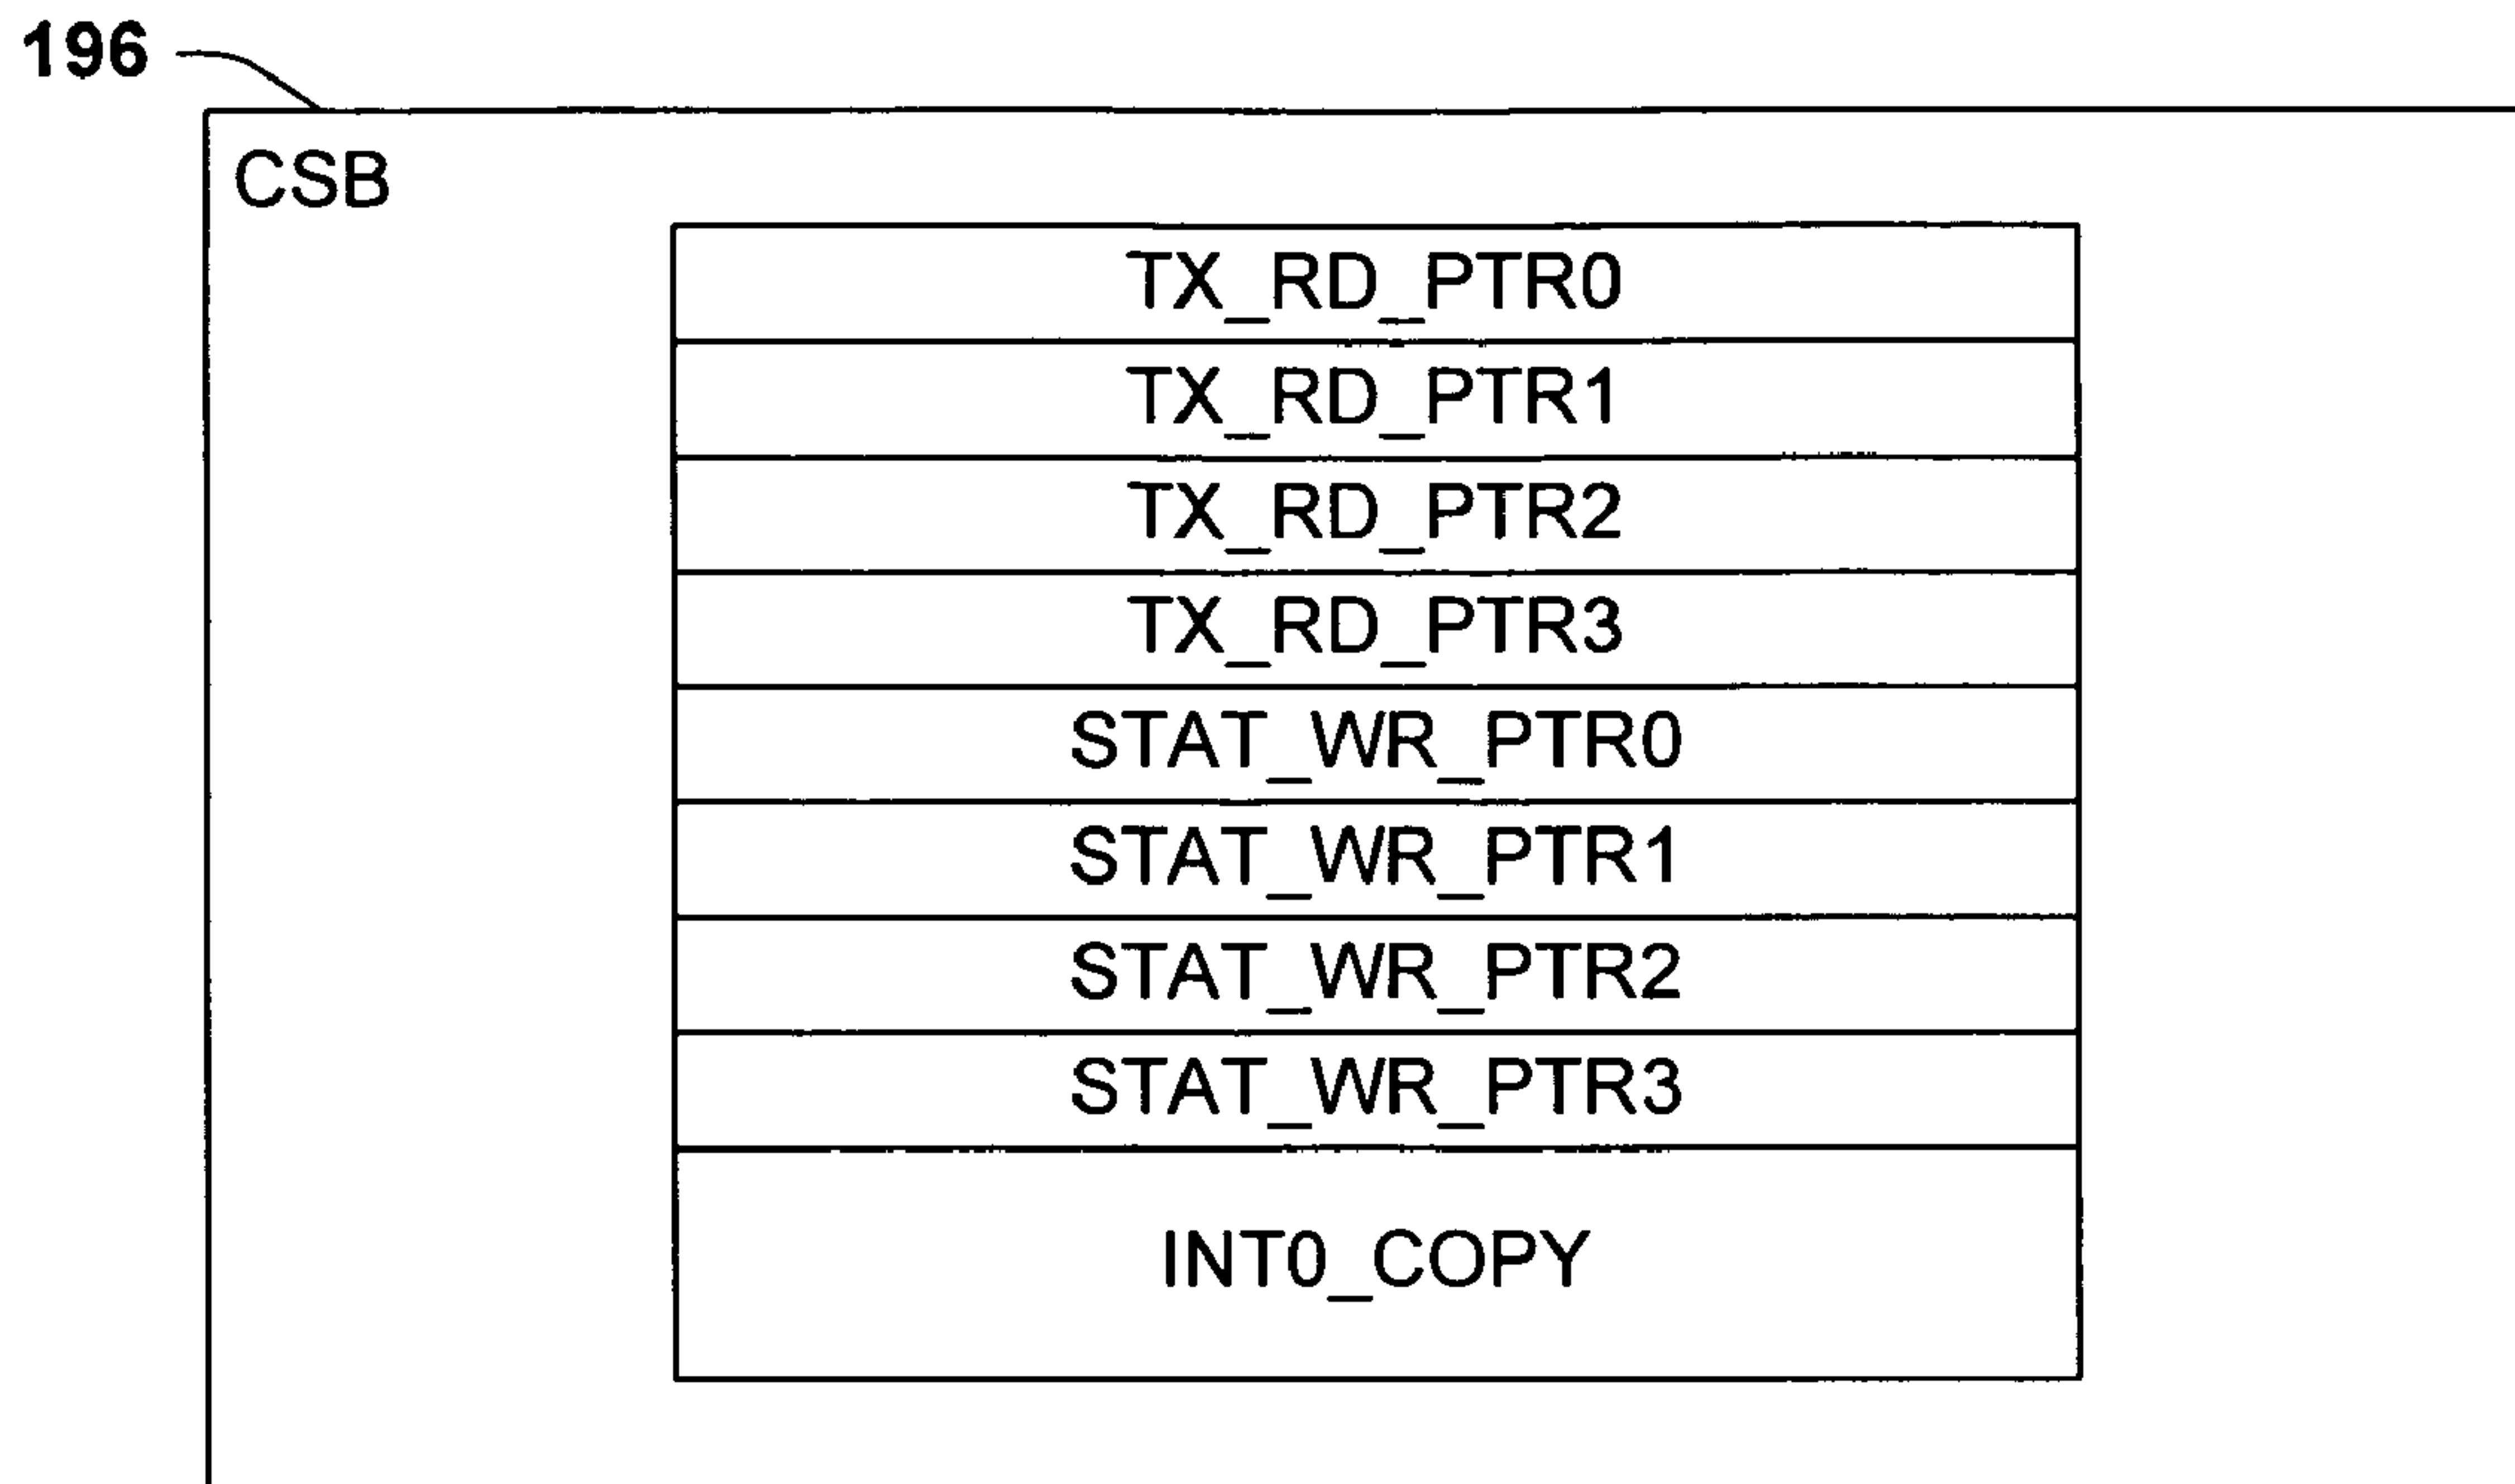 196
CSB
TX_RD_PTR0
TX_RD_PTR1
TX_RD_PTR2
TX_RD_PTR3
STAT_WR_PTR0
STAT_WR_PTR1
STAT_WR_PTR2
STAT_WR_PTR3
INT0_COPY